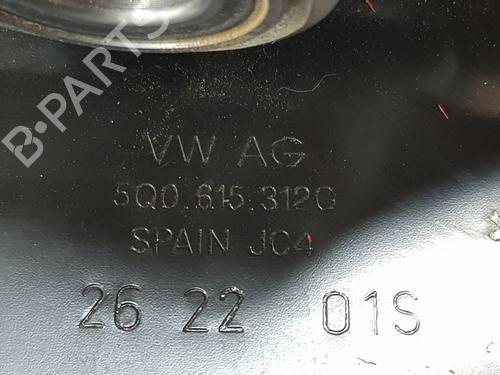 B-PARTS
VW AG
5Q0.615.312G
SPAIN JC4
26 22 01S